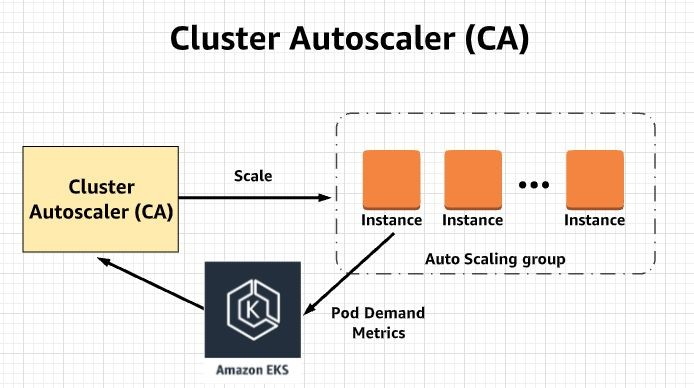 Cluster Autoscaler (CA)
Cluster
Autoscaler (CA)
Scale
Instance
Instance
Instance
Auto Scaling group
Pod Demand
Metrics
K
Amazon EKS